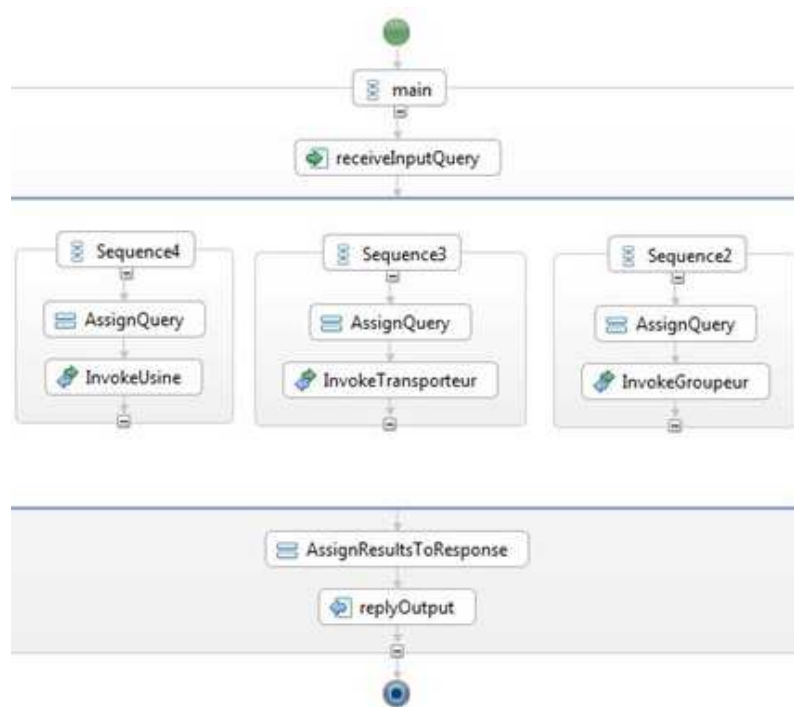 main
receiveInputQuery
Sequence4
Sequence3
Sequence2
AssignQuery
AssignQuery
AssignQuery
InvokeUsine
InvokeTransporteur
InvokeGroupeur
AssignResultsToResponse
replyOutput